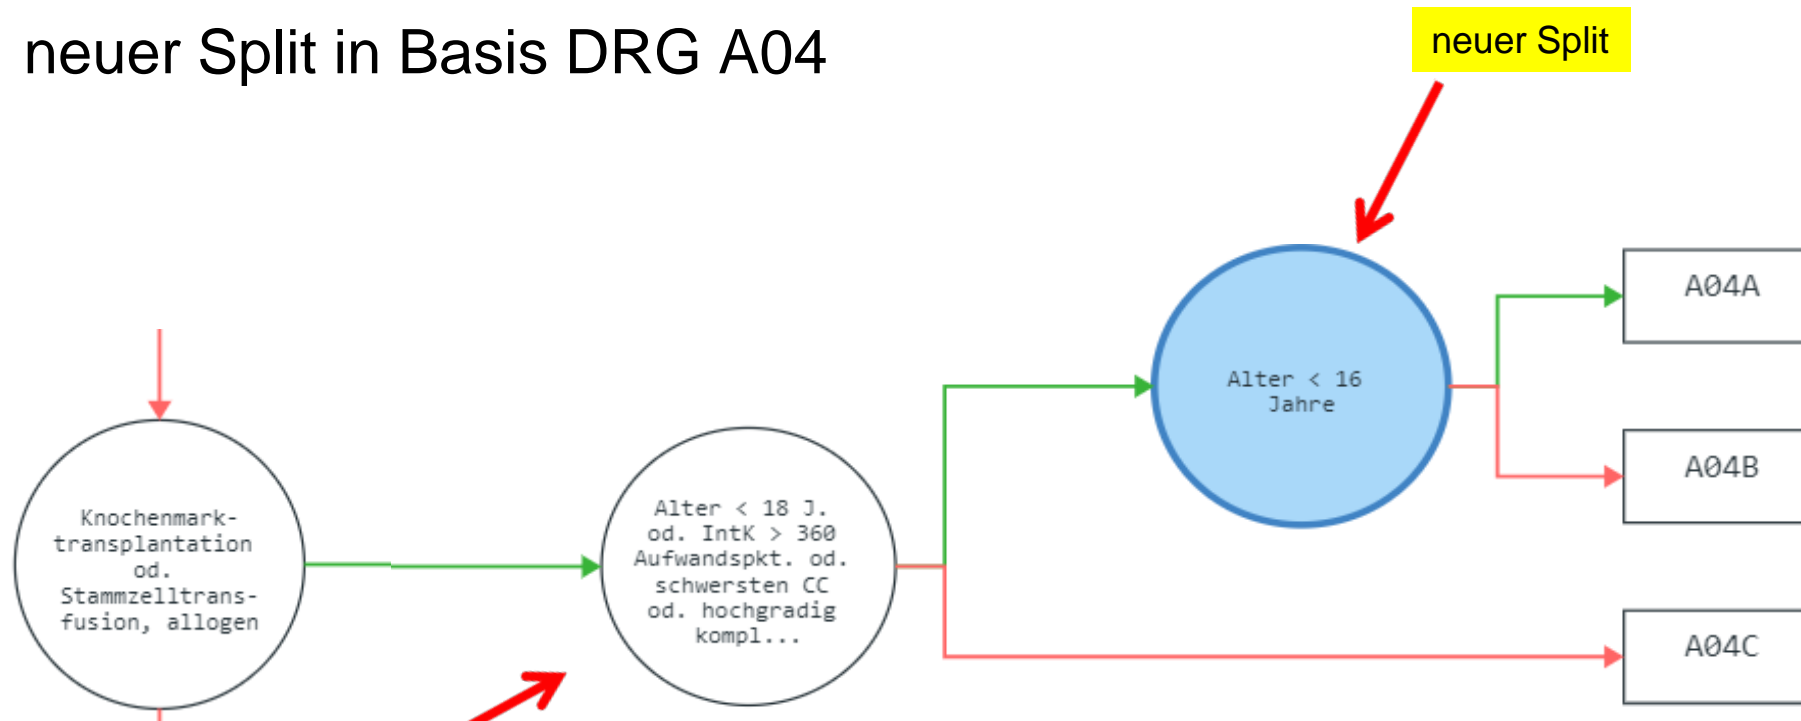 neuer Split in Basis DRG A04
neuer Split
Knochenmark-
transplantation
od.
Stammzelltrans-
fusion, allogen
Alter < 18 J.
od. IntK > 360
Aufwandspkt. od.
schwersten CC
od. hochgradig
kompl...
Alter < 16
Jahre
A04A
A04B
A04C